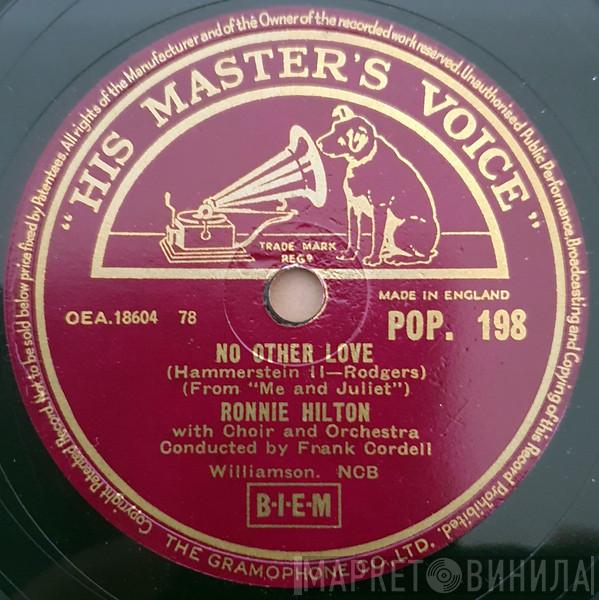 Manufacturer and of the Owner of the recorded work reserved. Unauthorised Public Performance, Broadcasting and Copying of this Record Prohibited.
Copyright. Patented Record. Not to be sold below price fixed by Patentees. All rights of the
"HIS MASTER'S VOICE"
TRADE MARK
REGD
MADE IN ENGLAND
OEA.18604 78
POP. 198
NO OTHER LOVE
(Hammerstein II—Rodgers)
(From "Me and Juliet")
RONNIE HILTON
with Choir and Orchestra
Conducted by Frank Cordell
Williamson. NCB
B·I·E·M
THE GRAMOPHONE CO. LTD.
МАРКЕТ ВИНИЛА